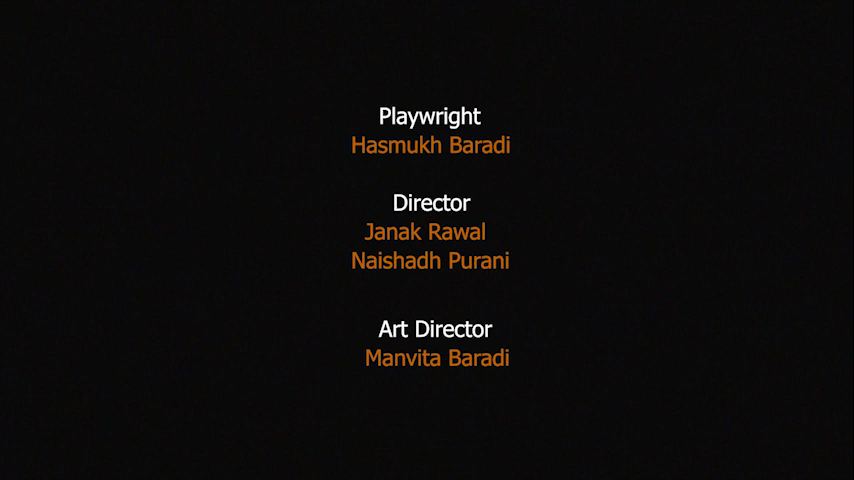 Playwright
Hasmukh Baradi
Director
Janak Rawal
Naishadh Purani
Art Director
Manvita Baradi